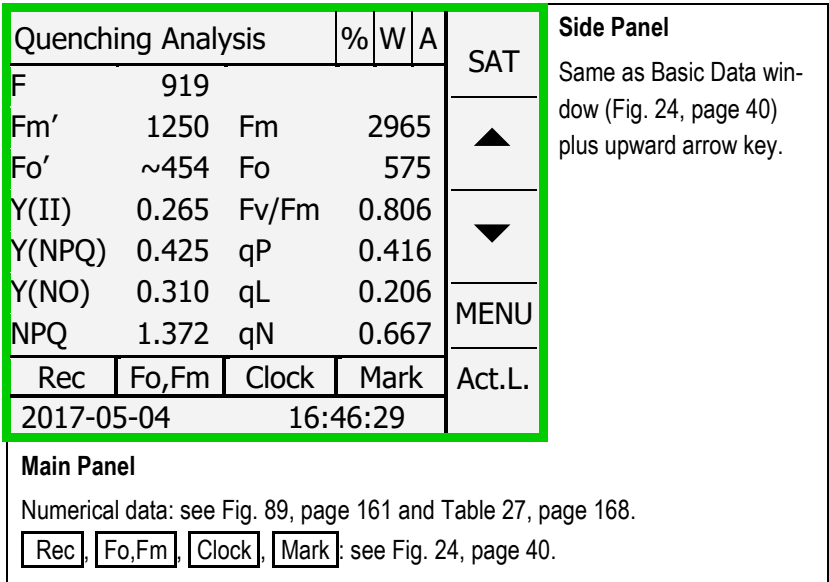 Quenching Analysis % W A
F 919
Fm′ 1250 Fm 2965
Fo′ ~454 Fo 575
Y(II) 0.265 Fv/Fm 0.806
Y(NPQ) 0.425 qP 0.416
Y(NO) 0.310 qL 0.206
NPQ 1.372 qN 0.667
Rec Fo,Fm Clock Mark
2017-05-04 16:46:29
SAT
▲
▼
MENU
Act.L.
Side Panel
Same as Basic Data win-
dow (Fig. 24, page 40)
plus upward arrow key.
Main Panel
Numerical data: see Fig. 89, page 161 and Table 27, page 168.
Rec, Fo,Fm, Clock, Mark: see Fig. 24, page 40.